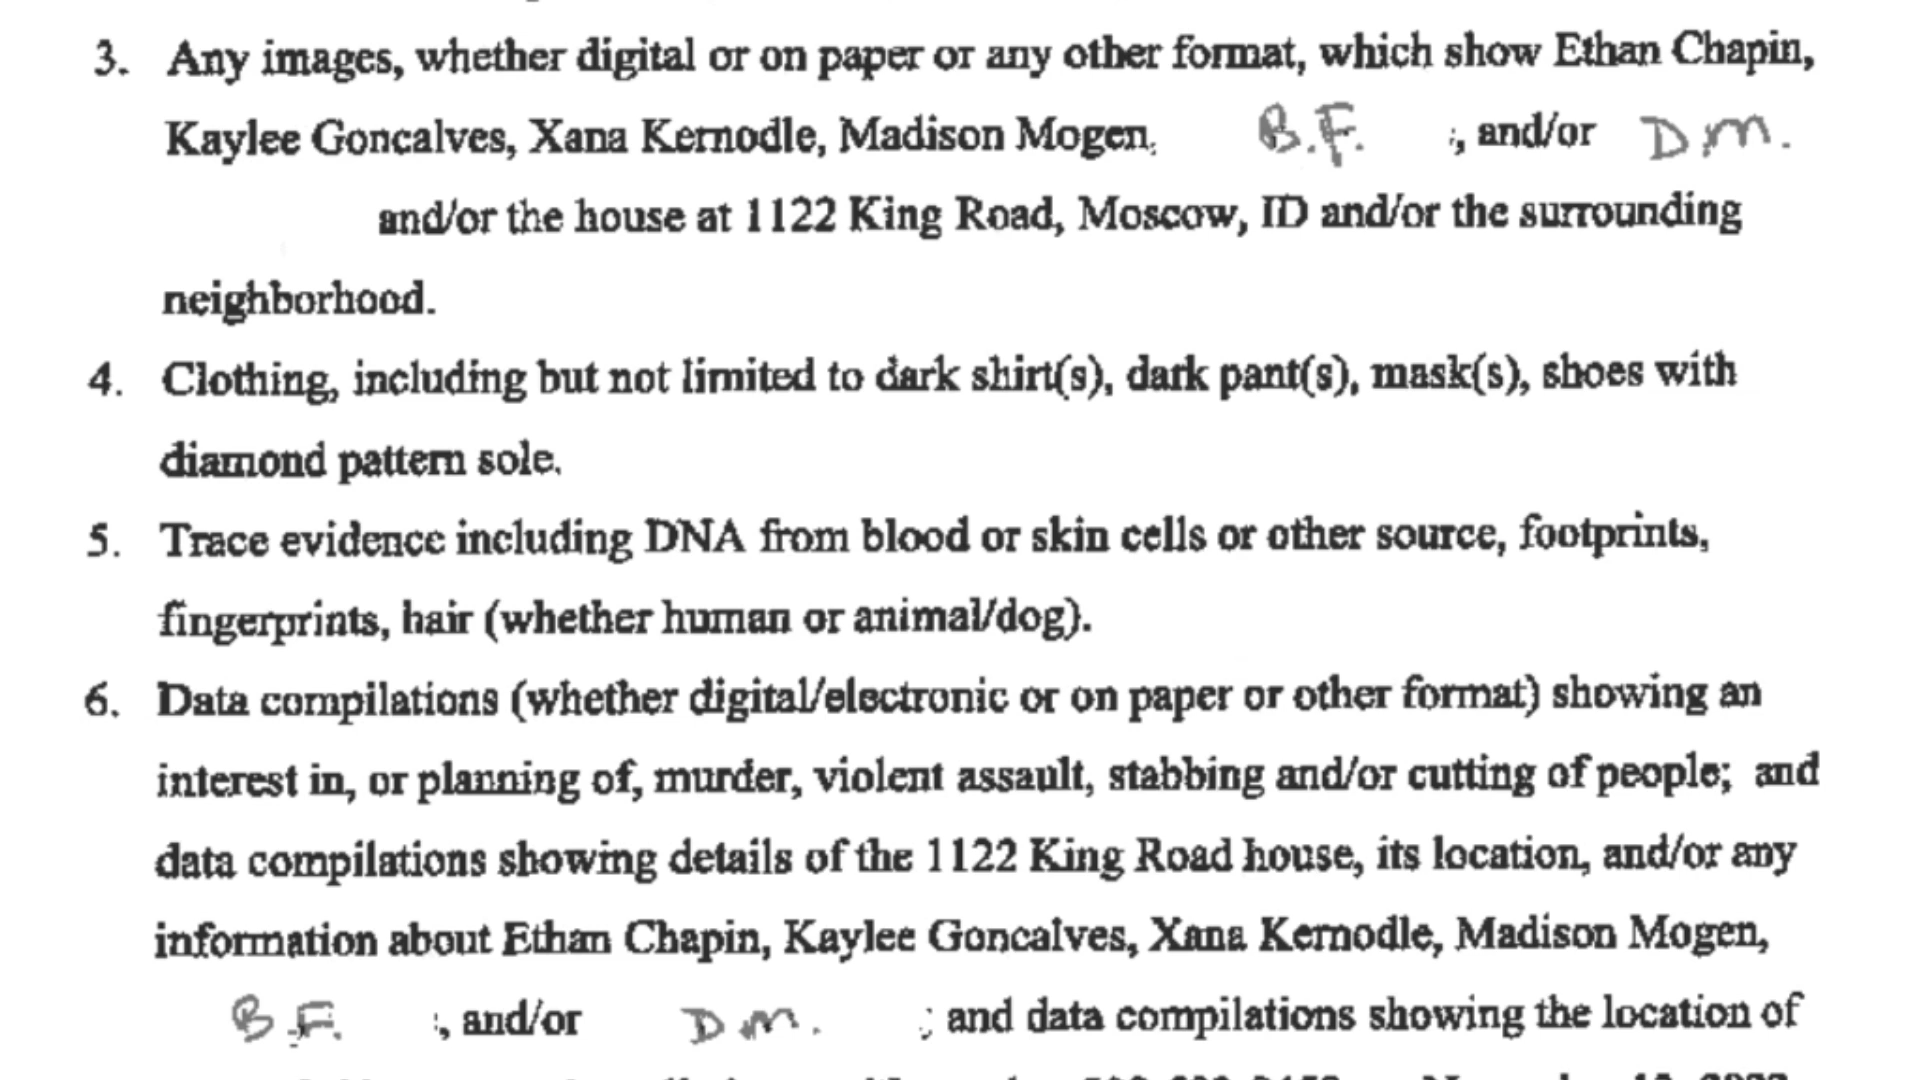 3. Any images, whether digital or on paper or any other format, which show Ethan Chapin,
Kaylee Goncalves, Xana Kernodle, Madison Mogen, B.F. , and/or D.M.
and/or the house at 1122 King Road, Moscow, ID and/or the surrounding
neighborhood.
4. Clothing, including but not limited to dark shirt(s), dark pant(s), mask(s), shoes with
diamond pattern sole.
5. Trace evidence including DNA from blood or skin cells or other source, footprints,
fingerprints, hair (whether human or animal/dog).
6. Data compilations (whether digital/electronic or on paper or other format) showing an
interest in, or planning of, murder, violent assault, stabbing and/or cutting of people; and
data compilations showing details of the 1122 King Road house, its location, and/or any
information about Ethan Chapin, Kaylee Goncalves, Xana Kernodle, Madison Mogen,
B.F. , and/or D.M. ; and data compilations showing the location of